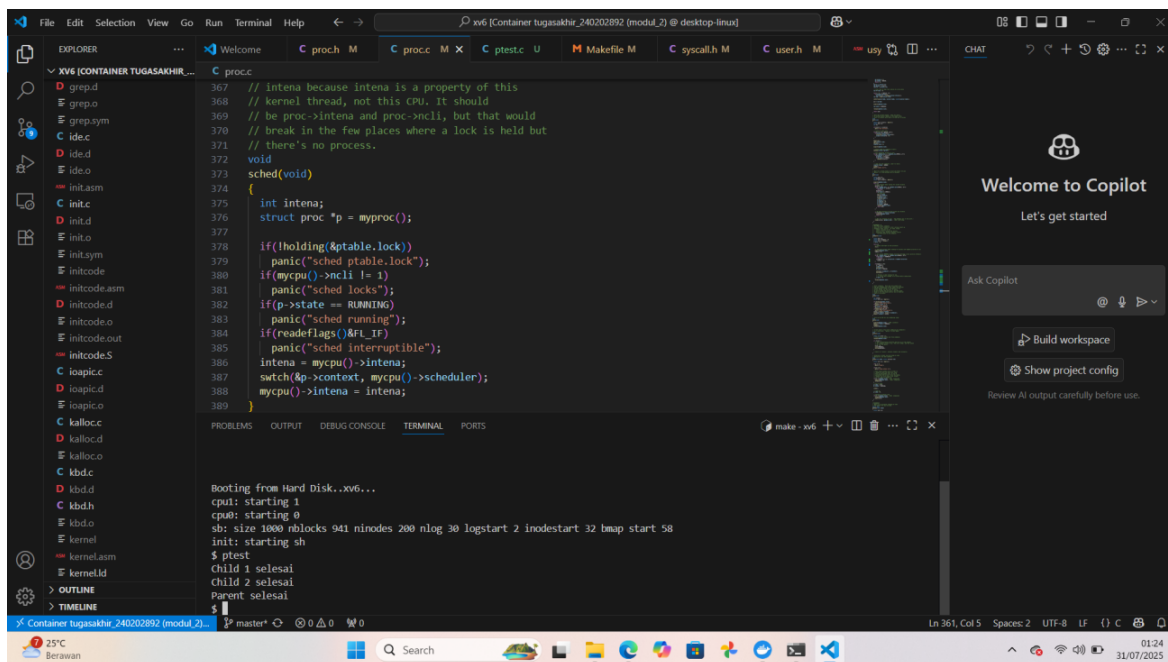 File Edit Selection View Go Run Terminal Help
xv6 [Container tugasakhir_240202892 (modul_2) @ desktop-linux]
EXPLORER
XV6 [CONTAINER TUGASAKHIR_...
grep.d
grep.o
grep.sym
ide.c
ide.d
ide.o
init.asm
init.c
init.d
init.o
init.sym
initcode
initcode.asm
initcode.d
initcode.o
initcode.out
initcode.S
ioapic.c
ioapic.d
ioapic.o
kalloc.c
kalloc.d
kalloc.o
kbd.c
kbd.d
kbd.h
kbd.o
kernel
kernel.asm
kernel.ld
OUTLINE
TIMELINE
Welcome
C proc.h M
C proc.c M
C ptest.c U
M Makefile M
C syscall.h M
C user.h M
ASM usy
C proc.c
367 // intena because intena is a property of this
368 // kernel thread, not this CPU. It should
369 // be proc->intena and proc->ncli, but that would
370 // break in the few places where a lock is held but
371 // there's no process.
372 void
373 sched(void)
374 {
375 int intena;
376 struct proc *p = myproc();
377
378 if(!holding(&ptable.lock))
379 panic("sched ptable.lock");
380 if(mycpu()->ncli != 1)
381 panic("sched locks");
382 if(p->state == RUNNING)
383 panic("sched running");
384 if(readeflags()&FL_IF)
385 panic("sched interruptible");
386 intena = mycpu()->intena;
387 swtch(&p->context, mycpu()->scheduler);
388 mycpu()->intena = intena;
389 }
PROBLEMS OUTPUT DEBUG CONSOLE TERMINAL PORTS
make - xv6
Booting from Hard Disk..xv6...
cpu1: starting 1
cpu0: starting 0
sb: size 1000 nblocks 941 ninodes 200 nlog 30 logstart 2 inodestart 32 bmap start 58
init: starting sh
$ ptest
Child 1 selesai
Child 2 selesai
Parent selesai
$
CHAT
Welcome to Copilot
Let's get started
Ask Copilot
Build workspace
Show project config
Review AI output carefully before use.
Container tugasakhir_240202892 (modul_2)... master* 0 0 0 Ln 361, Col 5 Spaces: 2 UTF-8 LF {} C
25°C
Berawan
Search
01:24
31/07/2025